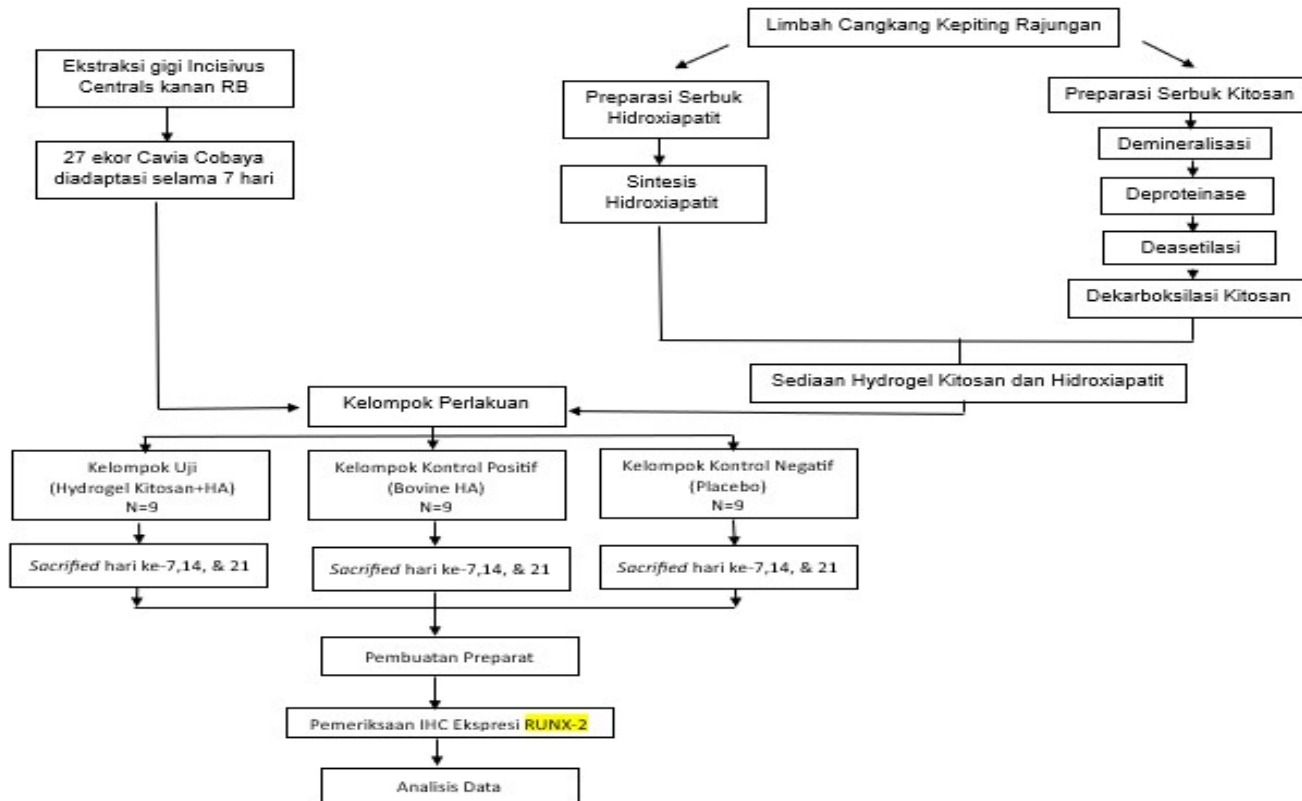 Limbah Cangkang Kepiting Rajungan
Ekstraksi gigi Incisivus
Centrals kanan RB
27 ekor Cavia Cobaya
diadaptasi selama 7 hari
Preparasi Serbuk
Hidroxiapatit
Sintesis
Hidroxiapatit
Preparasi Serbuk Kitosan
Demineralisasi
Deproteinase
Deasetilasi
Dekarboksilasi Kitosan
Sediaan Hydrogel Kitosan dan Hidroxiapatit
Kelompok Perlakuan
Kelompok Uji
(Hydrogel Kitosan+HA)
N=9
Kelompok Kontrol Positif
(Bovine HA)
N=9
Kelompok Kontrol Negatif
(Placebo)
N=9
Sacrified hari ke-7,14, & 21
Sacrified hari ke-7,14, & 21
Sacrified hari ke-7,14, & 21
Pembuatan Preparat
Pemeriksaan IHC Ekspresi RUNX-2
Analisis Data